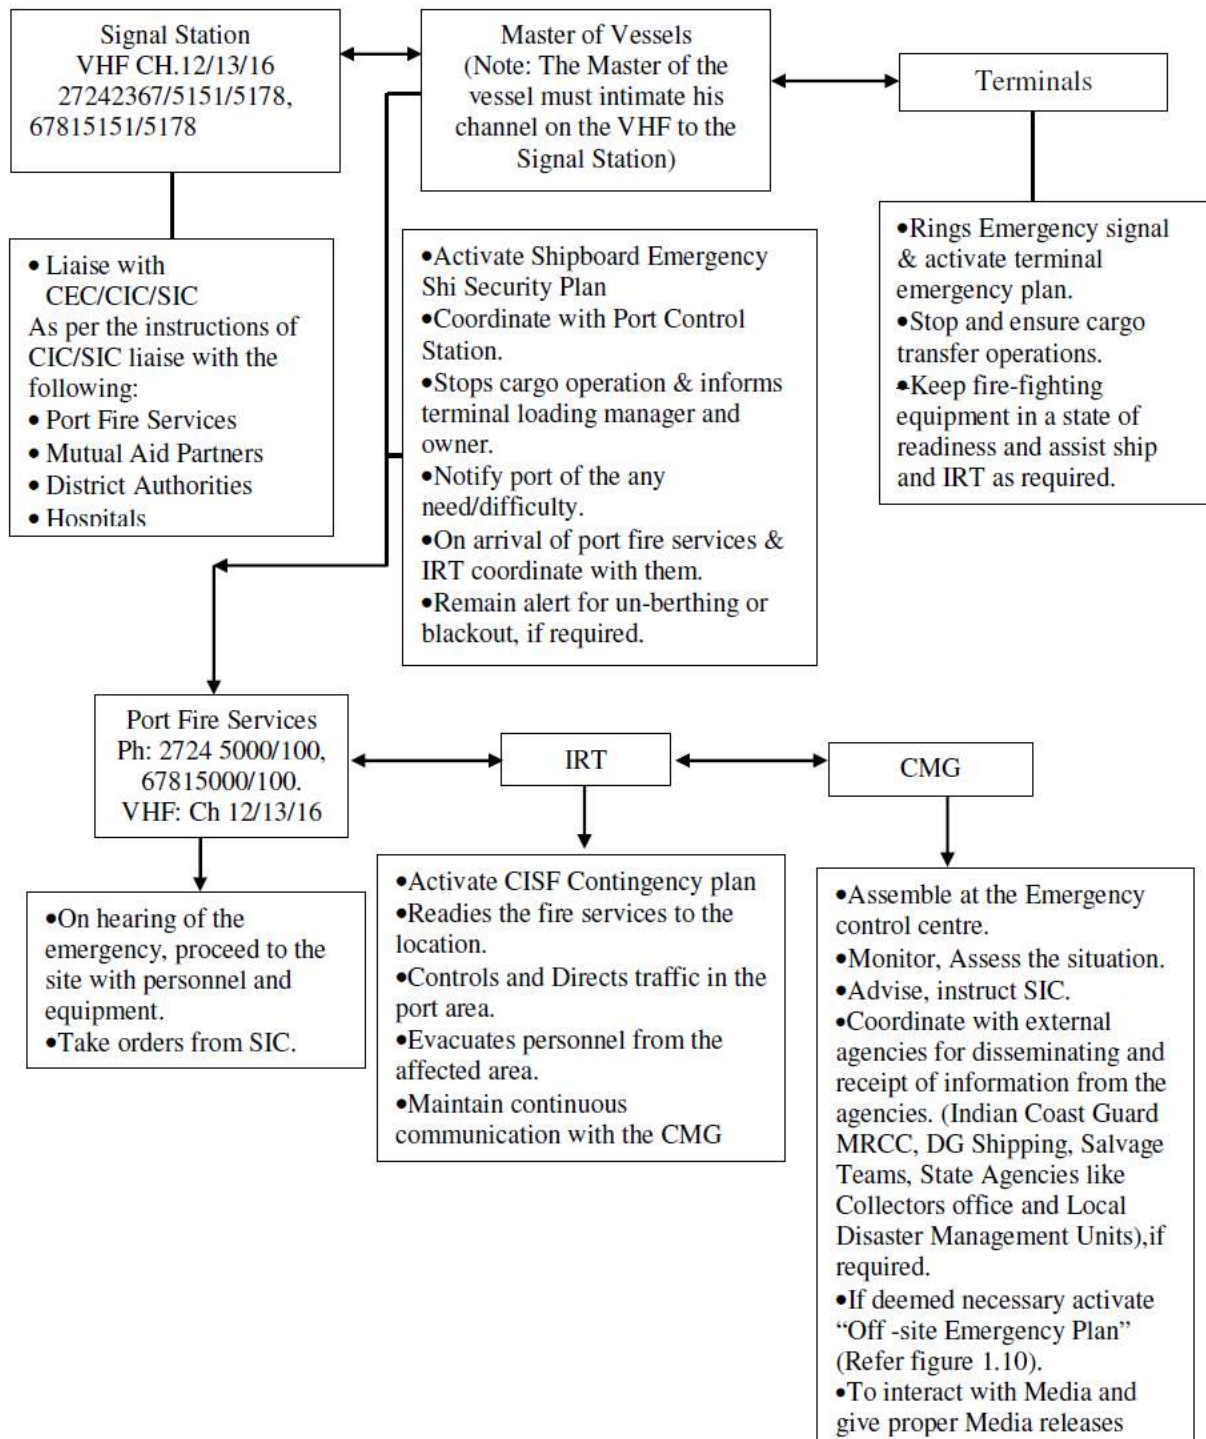 Signal Station
VHF CH.12/13/16
27242367/5151/5178,
67815151/5178
Master of Vessels
(Note: The Master of the
vessel must intimate his
channel on the VHF to the
Signal Station)
Terminals
• Liaise with
CEC/CIC/SIC
As per the instructions of
CIC/SIC liaise with the
following:
• Port Fire Services
• Mutual Aid Partners
• District Authorities
• Hospitals
•Activate Shipboard Emergency
Shi Security Plan
•Coordinate with Port Control
Station.
•Stops cargo operation & informs
terminal loading manager and
owner.
•Notify port of the any
need/difficulty.
•On arrival of port fire services &
IRT coordinate with them.
•Remain alert for un-berthing or
blackout, if required.
•Rings Emergency signal
& activate terminal
emergency plan.
•Stop and ensure cargo
transfer operations.
•Keep fire-fighting
equipment in a state of
readiness and assist ship
and IRT as required.
Port Fire Services
Ph: 2724 5000/100,
67815000/100.
VHF: Ch 12/13/16
IRT
CMG
•On hearing of the
emergency, proceed to the
site with personnel and
equipment.
•Take orders from SIC.
•Activate CISF Contingency plan
•Readies the fire services to the
location.
•Controls and Directs traffic in the
port area.
•Evacuates personnel from the
affected area.
•Maintain continuous
communication with the CMG
•Assemble at the Emergency
control centre.
•Monitor, Assess the situation.
•Advise, instruct SIC.
•Coordinate with external
agencies for disseminating and
receipt of information from the
agencies. (Indian Coast Guard
MRCC, DG Shipping, Salvage
Teams, State Agencies like
Collectors office and Local
Disaster Management Units),if
required.
•If deemed necessary activate
“Off -site Emergency Plan”
(Refer figure 1.10).
•To interact with Media and
give proper Media releases